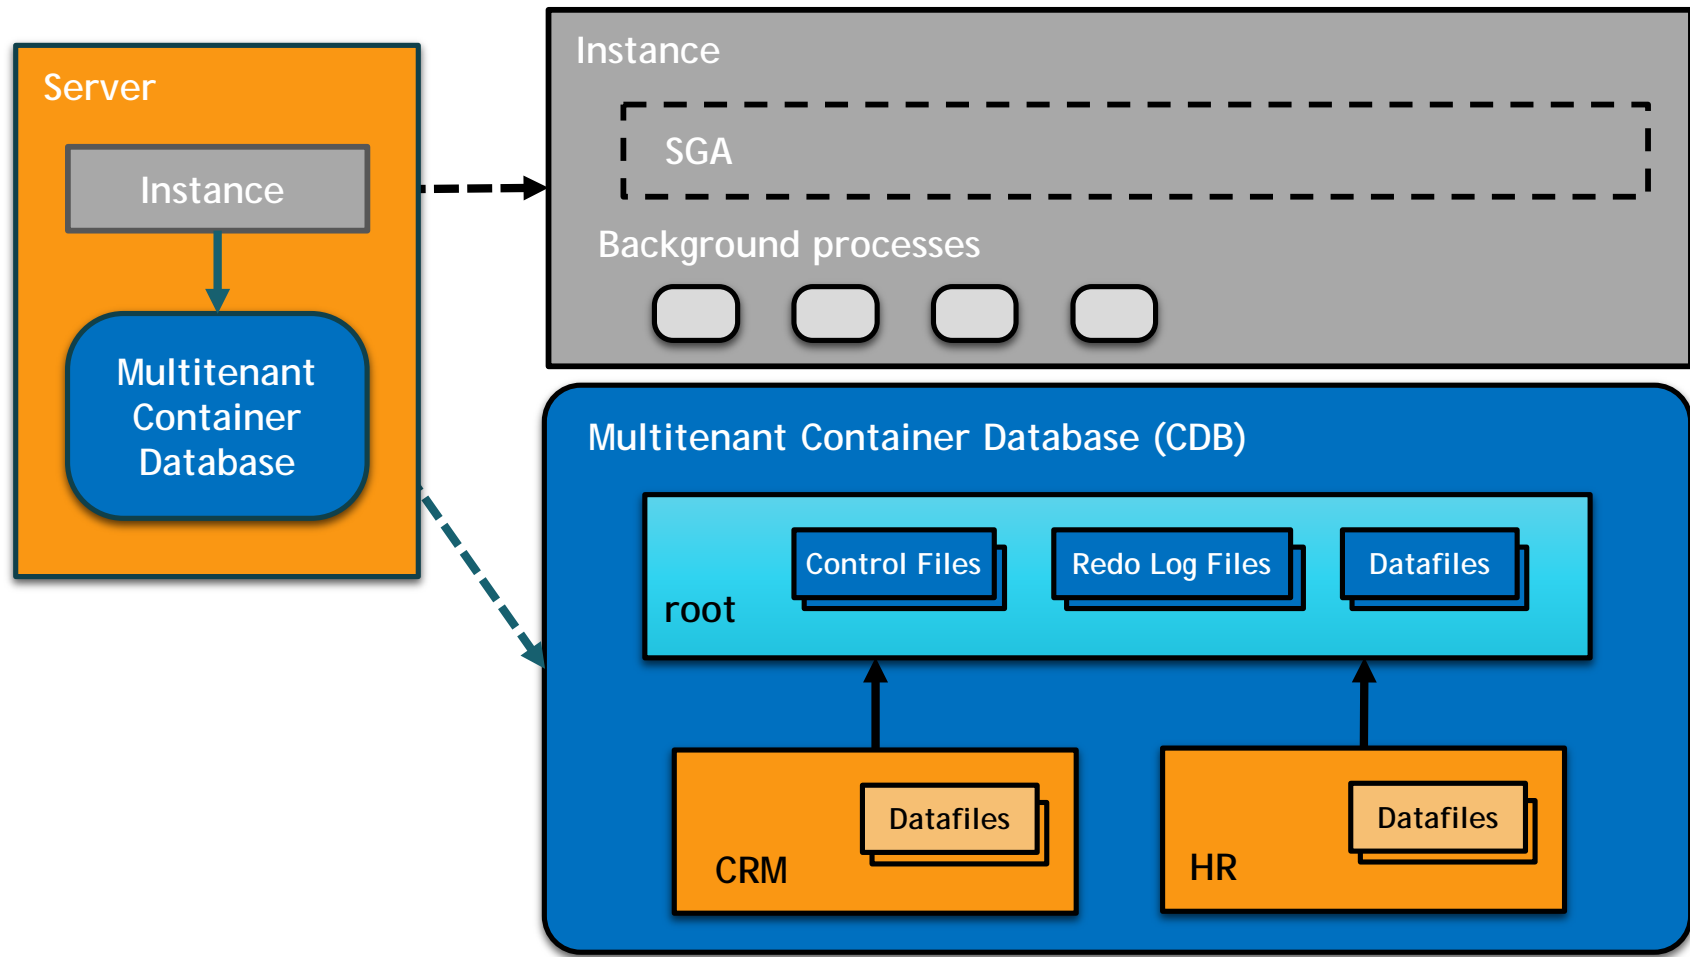 Server
Instance
Multitenant
Container
Database
Instance
SGA
Background processes
Multitenant Container Database (CDB)
Control Files
Redo Log Files
Datafiles
root
Datafiles
CRM
Datafiles
HR